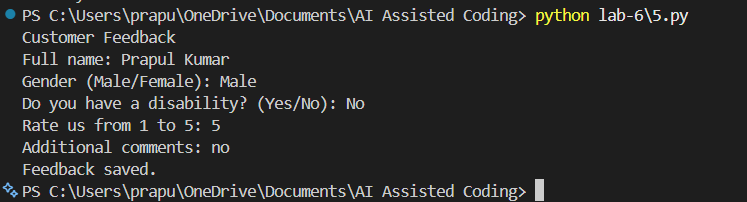 PS C:\Users\prapu\OneDrive\Documents\AI Assisted Coding> python lab-6\5.py
Customer Feedback
Full name: Prapul Kumar
Gender (Male/Female): Male
Do you have a disability? (Yes/No): No
Rate us from 1 to 5: 5
Additional comments: no
Feedback saved.
PS C:\Users\prapu\OneDrive\Documents\AI Assisted Coding>